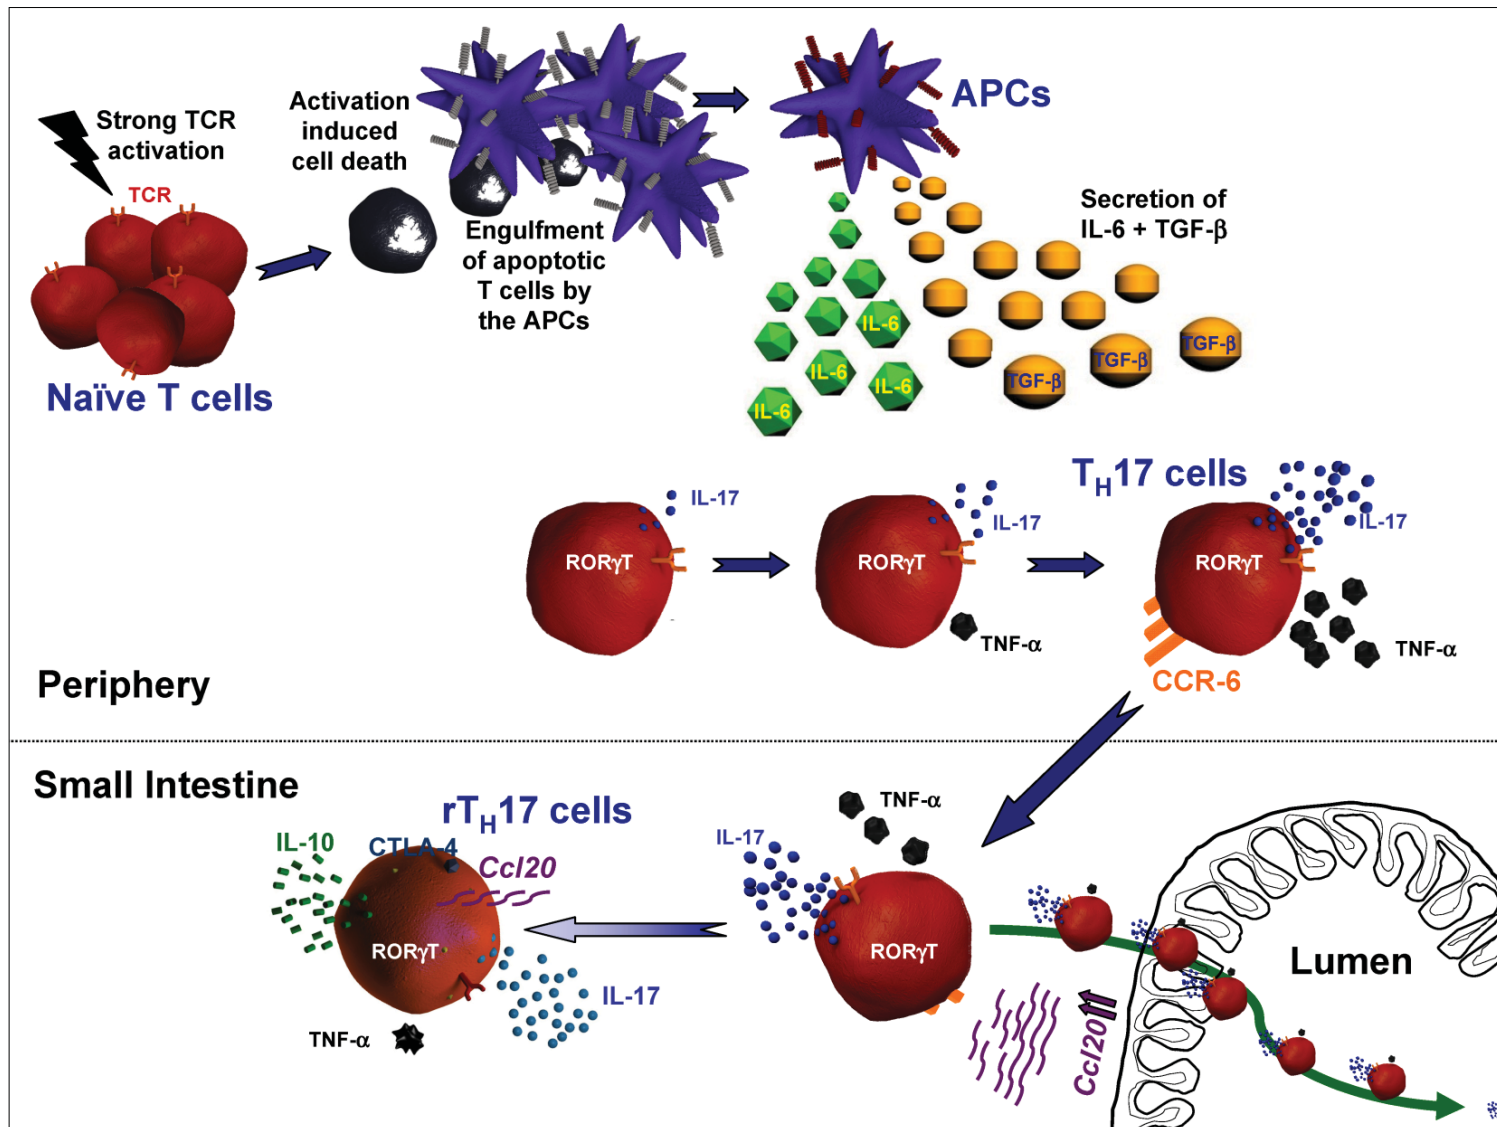 Strong TCR
activation
TCR
Naïve T cells
Activation
induced
cell death
Engulfment
of apoptotic
T cells by
the APCs
APCs
Secretion of
IL-6 + TGF-β
IL-6
IL-6
IL-6
IL-6
TGF-β
TGF-β
TGF-β
TH17 cells
IL-17
RORγT
IL-17
RORγT
TNF-α
IL-17
RORγT
TNF-α
CCR-6
Periphery
Small Intestine
rTH17 cells
IL-10
CTLA-4
Ccl20
RORγT
IL-17
TNF-α
TNF-α
IL-17
RORγT
Ccl20
Lumen